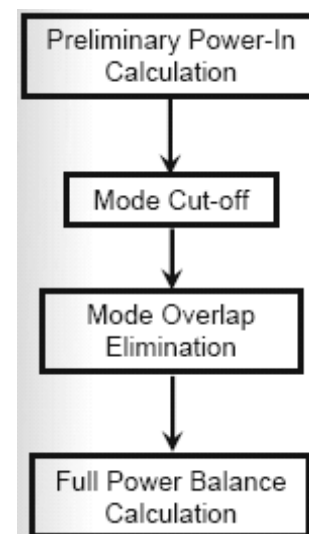 Preliminary Power-In
Calculation
Mode Cut-off
Mode Overlap
Elimination
Full Power Balance
Calculation